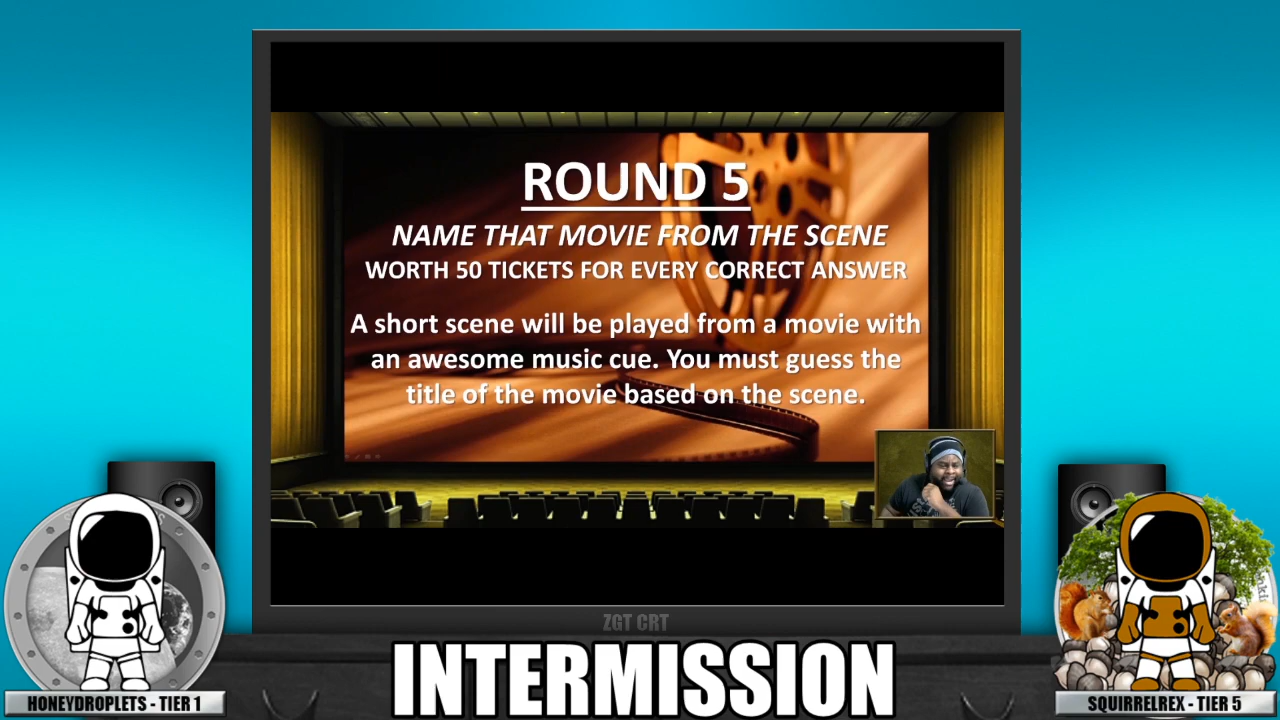 ROUND 5
NAME THAT MOVIE FROM THE SCENE
WORTH 50 TICKETS FOR EVERY CORRECT ANSWER
A short scene will be played from a movie with
an awesome music cue. You must guess the
title of the movie based on the scene.
ZGT CRT
INTERMISSION
HONEYDROPLETS - TIER 1
SQUIRRELREX - TIER 5